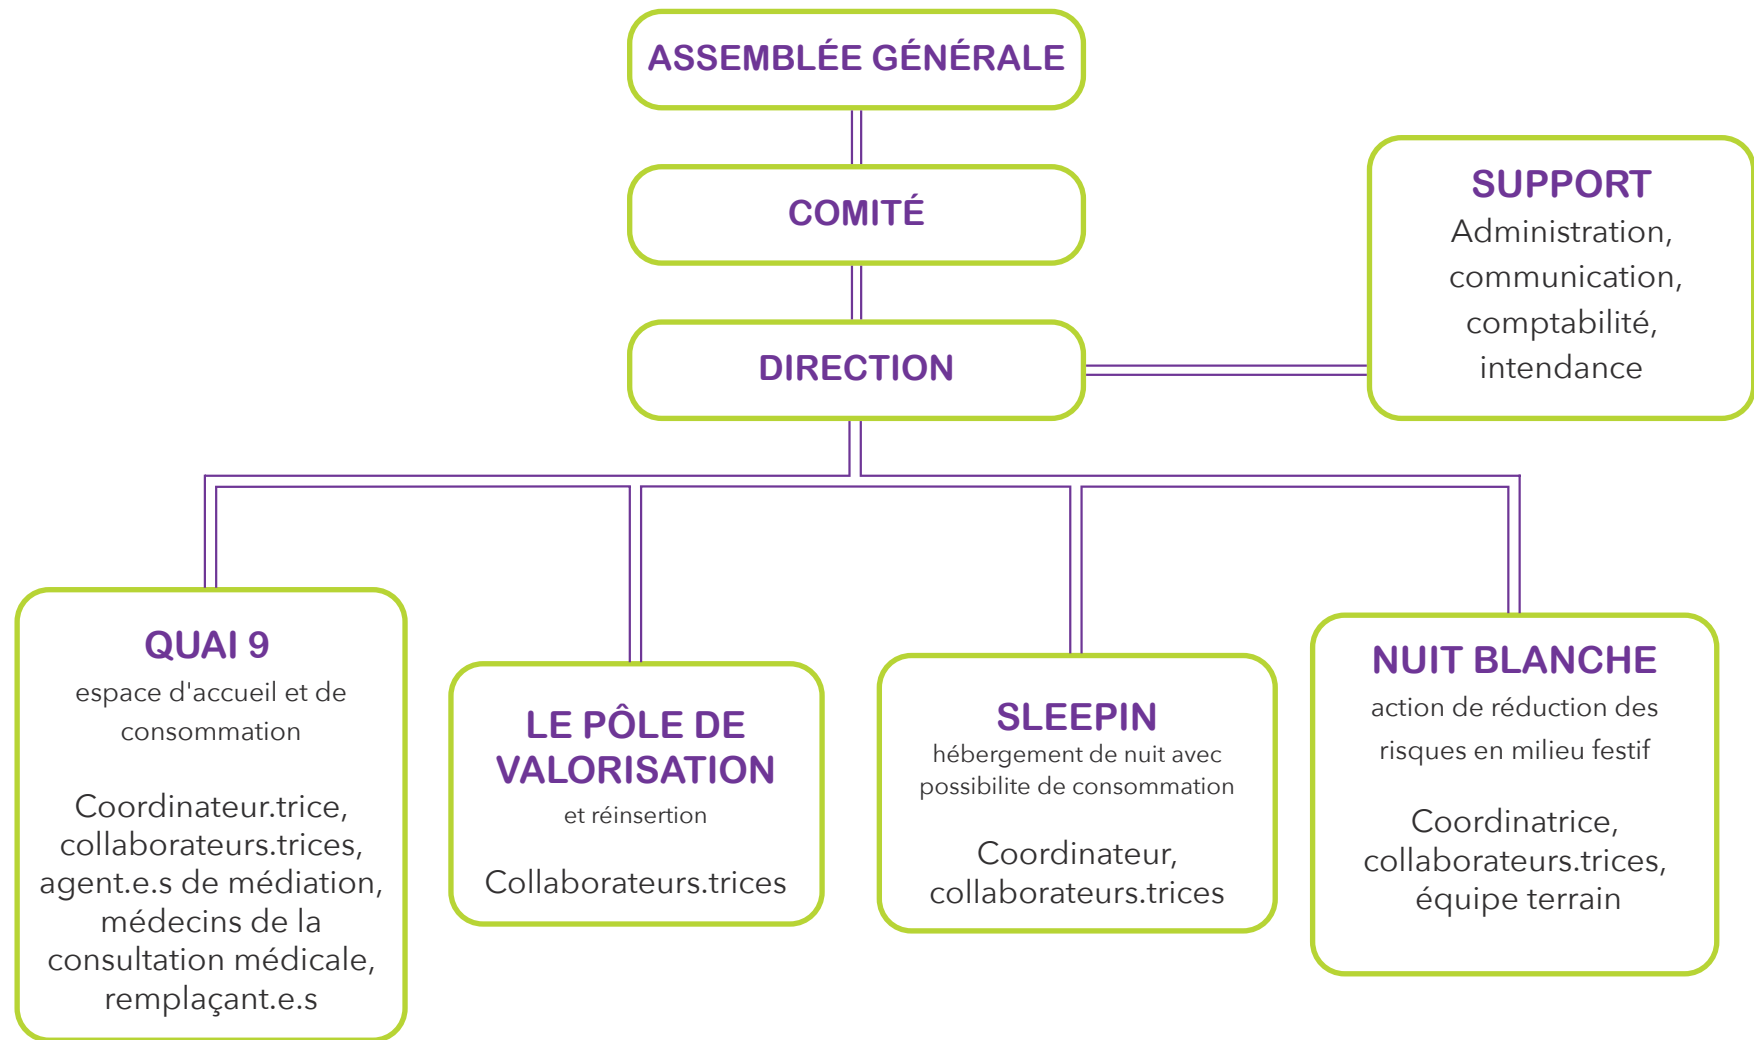 ASSEMBLÉE GÉNÉRALE
COMITÉ
DIRECTION
SUPPORT
Administration,
communication,
comptabilité,
intendance
QUAI 9
espace d'accueil et de
consommation
Coordinateur.trice,
collaborateurs.trices,
agent.e.s de médiation,
médecins de la
consultation médicale,
remplaçant.e.s
LE PÔLE DE
VALORISATION
et réinsertion
Collaborateurs.trices
SLEEPIN
hébergement de nuit avec
possibilite de consommation
Coordinateur,
collaborateurs.trices
NUIT BLANCHE
action de réduction des
risques en milieu festif
Coordinatrice,
collaborateurs.trices,
équipe terrain